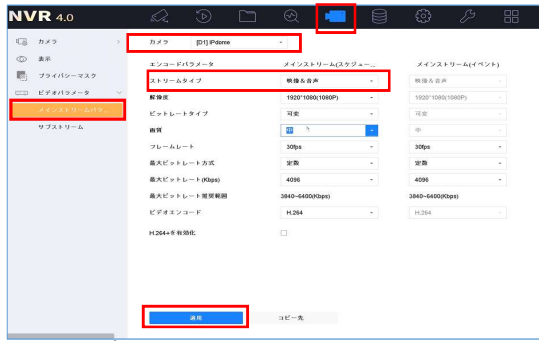 NVR 4.0
カメラ
表示
プライバシーマスク
ビデオパラメータ
メインストリームパラ...
サブストリーム
カメラ [D1] IPdome
エンコードパラメータ メインストリーム(スケジュー... メインストリーム(イベント)
ストリームタイプ 映像&音声 映像&音声
解像度 1920*1080(1080P) 1920*1080(1080P)
ビットレートタイプ 可変 可変
画質 中 中
フレームレート 30fps 30fps
最大ビットレート方式 定数 定数
最大ビットレート(Kbps) 4096 4096
最大ビットレート推奨範囲 3840~6400(Kbps) 3840~6400(Kbps)
ビデオエンコード H.264 H.264
H.264+を有効化
適用 コピー先